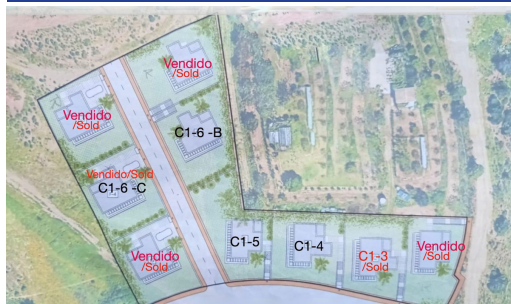 Vendido
/Sold
Vendido
/Sold
C1-6 -B
Vendido/Sold
C1-6 -C
Vendido
/Sold
C1-5
C1-4
C1-3
/Sold
Vendido
/Sold